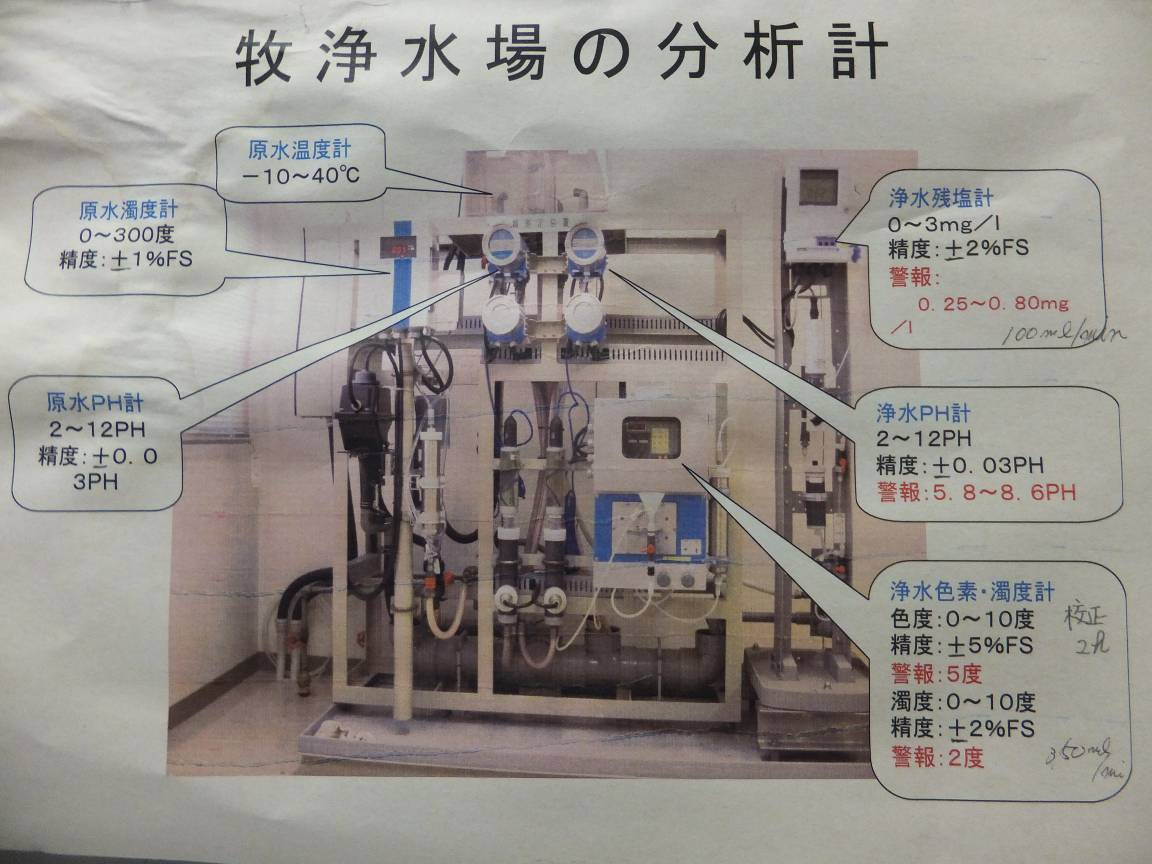 牧浄水場の分析計
原水温度計
－10～40℃
原水濁度計
0～300度
精度:±1%FS
原水PH計
2～12PH
精度:±0.0
3PH
浄水残塩計
0～3mg/l
精度:±2%FS
警報:
0.25～0.80mg
/l
100ml/min
浄水PH計
2～12PH
精度:±0.03PH
警報:5.8～8.6PH
浄水色素・濁度計
色度:0～10度
精度:±5%FS
警報:5度
濁度:0～10度
精度:±2%FS
警報:2度
校正
350ml
/mi